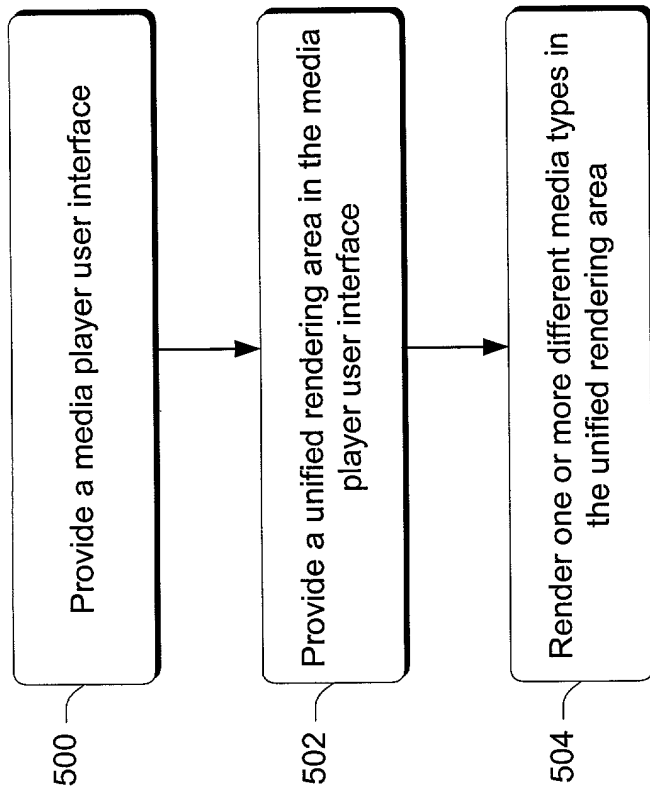 500
Provide a media player user interface
502
Provide a unified rendering area in the media
player user interface
504
Render one or more different media types in
the unified rendering area